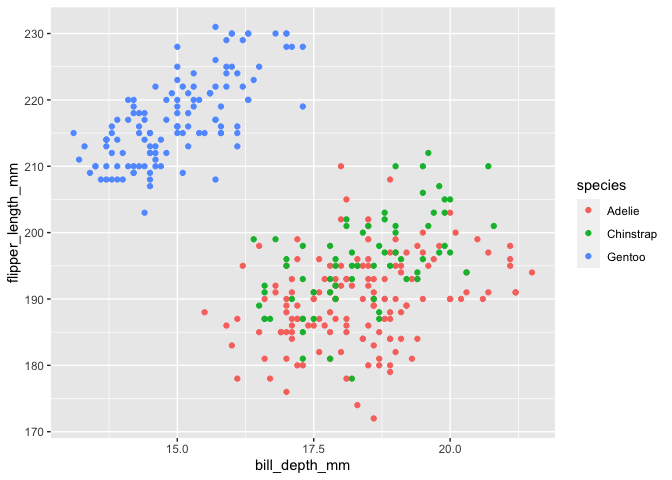 230
220
210
200
190
180
170
flipper_length_mm
15.0
17.5
20.0
bill_depth_mm
species
Adelie
Chinstrap
Gentoo